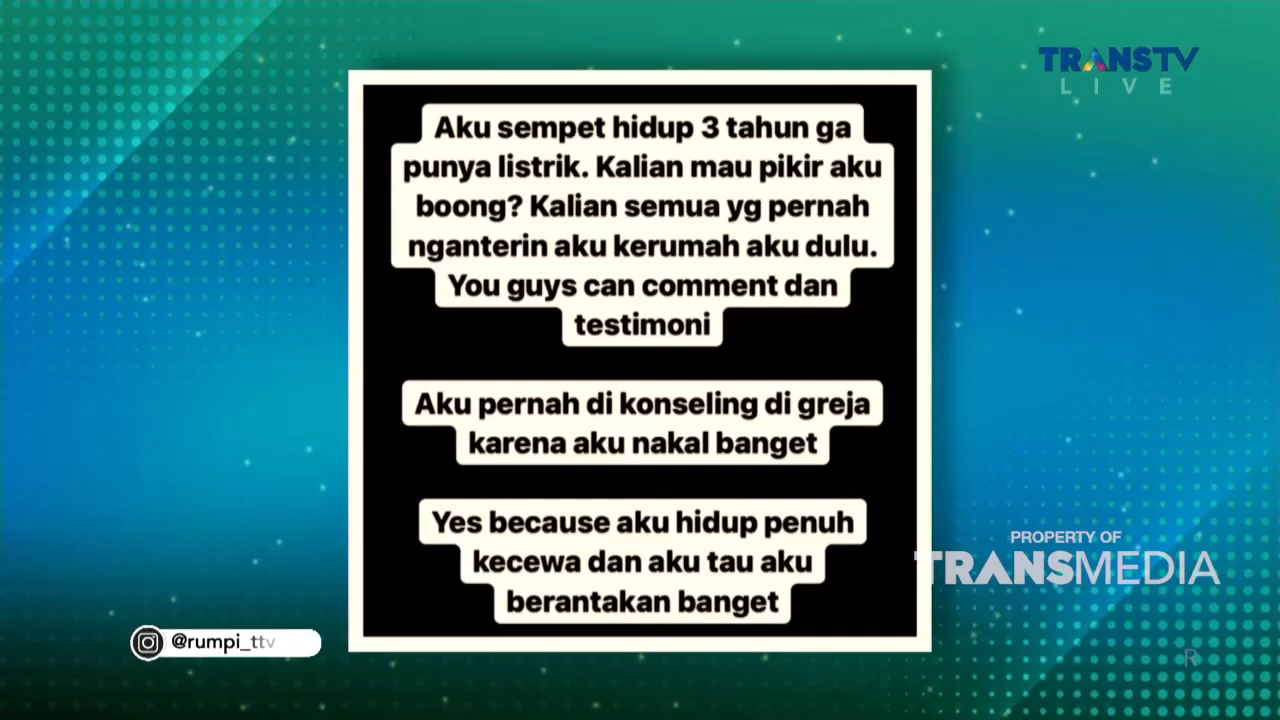 TRANSTV
LIVE
Aku sempet hidup 3 tahun ga
punya listrik. Kalian mau pikir aku
boong? Kalian semua yg pernah
nganterin aku kerumah aku dulu.
You guys can comment dan
testimoni
Aku pernah di konseling di greja
karena aku nakal banget
Yes because aku hidup penuh
kecewa dan aku tau aku
berantakan banget
PROPERTY OF
TRANSMEDIA
@rumpi_ttv
R